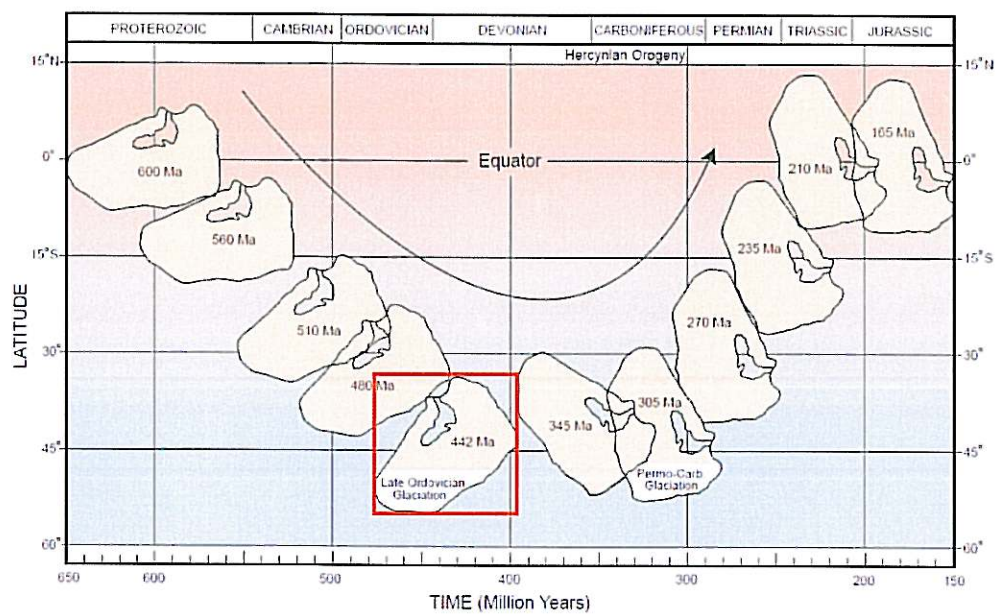 PROTEROZOIC CAMBRIAN ORDOVICIAN DEVONIAN CARBONIFEROUS PERMIAN TRIASSIC JURASSIC
Hercynian Orogeny
15°N 15°N
600 Ma
0° Equator 0°
165 Ma
210 Ma
560 Ma
235 Ma
15°S 15°S
510 Ma
270 Ma
30° 30°
480 Ma
305 Ma
345 Ma
442 Ma
45° 45°
Late Ordovician
Glaciation
Permo-Carb
Glaciation
60° 60°
LATITUDE
650 600 500 400 300 200 150
TIME (Million Years)